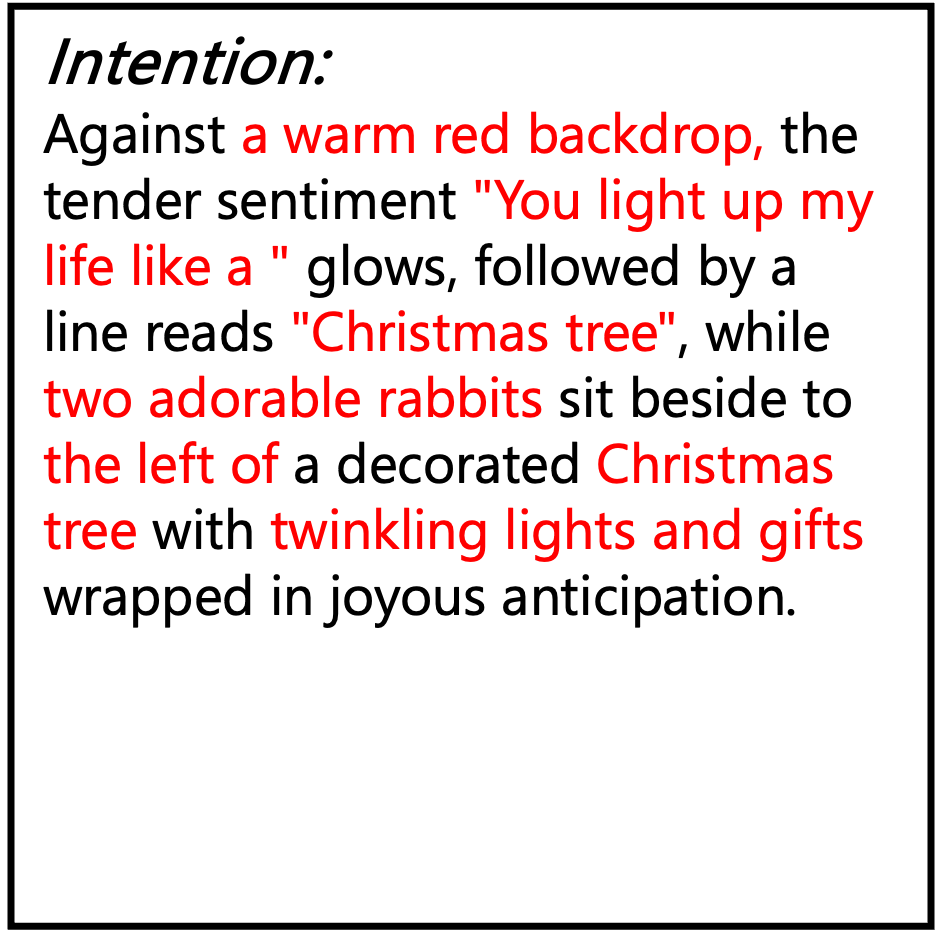 Intention:
Against a warm red backdrop, the
tender sentiment "You light up my
life like a " glows, followed by a
line reads "Christmas tree", while
two adorable rabbits sit beside to
the left of a decorated Christmas
tree with twinkling lights and gifts
wrapped in joyous anticipation.